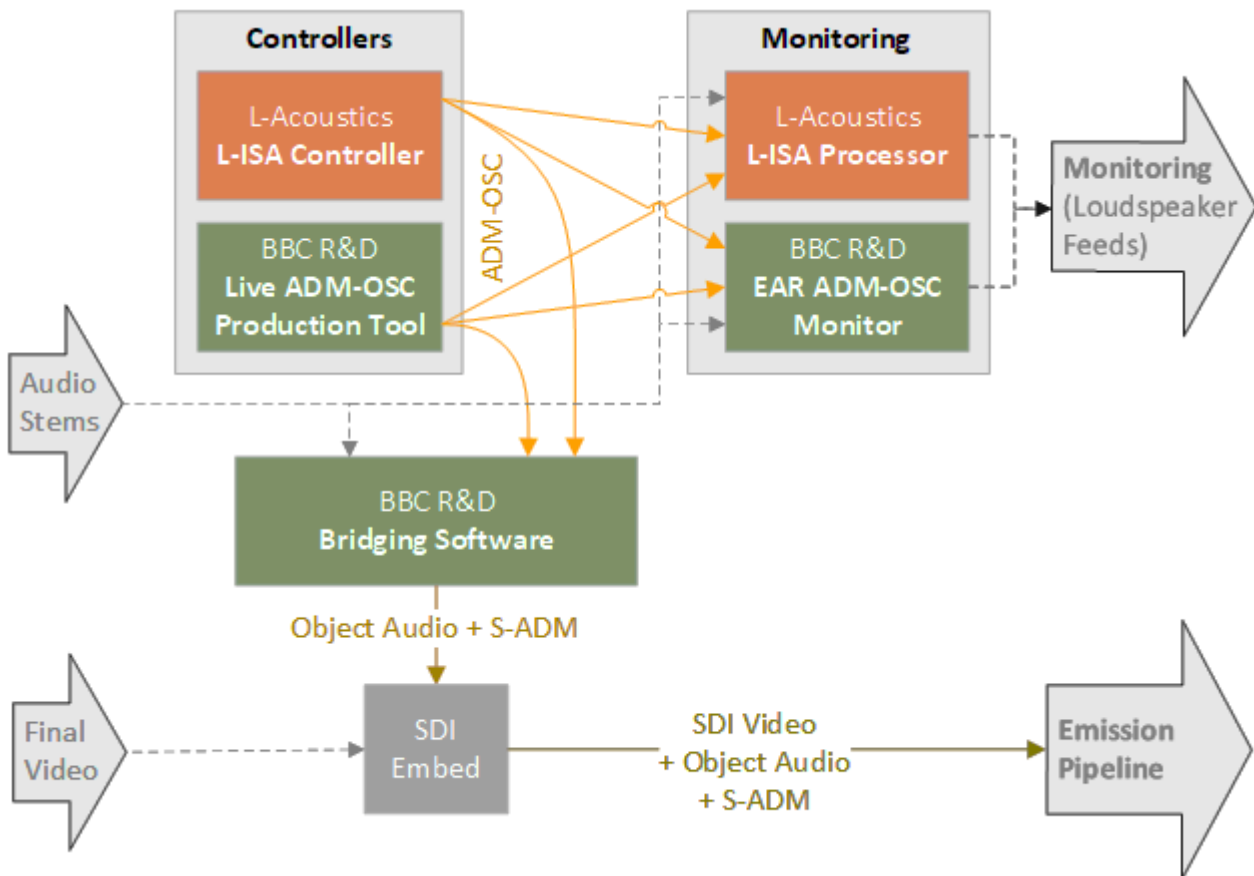 Controllers
L-Acoustics
L-ISA Controller
BBC R&D
Live ADM-OSC
Production Tool
ADM-OSC
Monitoring
L-Acoustics
L-ISA Processor
BBC R&D
EAR ADM-OSC
Monitor
Monitoring
(Loudspeaker
Feeds)
Audio
Stems
BBC R&D
Bridging Software
Object Audio + S-ADM
Final
Video
SDI
Embed
SDI Video
+ Object Audio
+ S-ADM
Emission
Pipeline